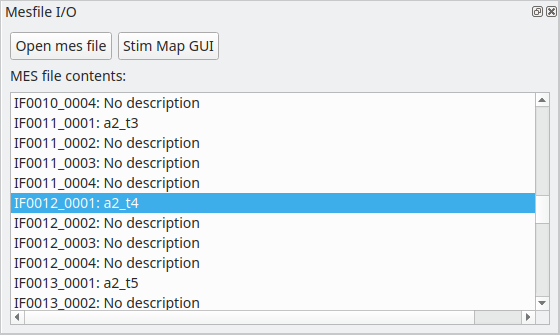 Mesfile I/O
Open mes file Stim Map GUI
MES file contents:
IF0010_0004: No description
IF0011_0001: a2_t3
IF0011_0002: No description
IF0011_0003: No description
IF0011_0004: No description
IF0012_0001: a2_t4
IF0012_0002: No description
IF0012_0003: No description
IF0012_0004: No description
IF0013_0001: a2_t5
IF0013_0002: No description